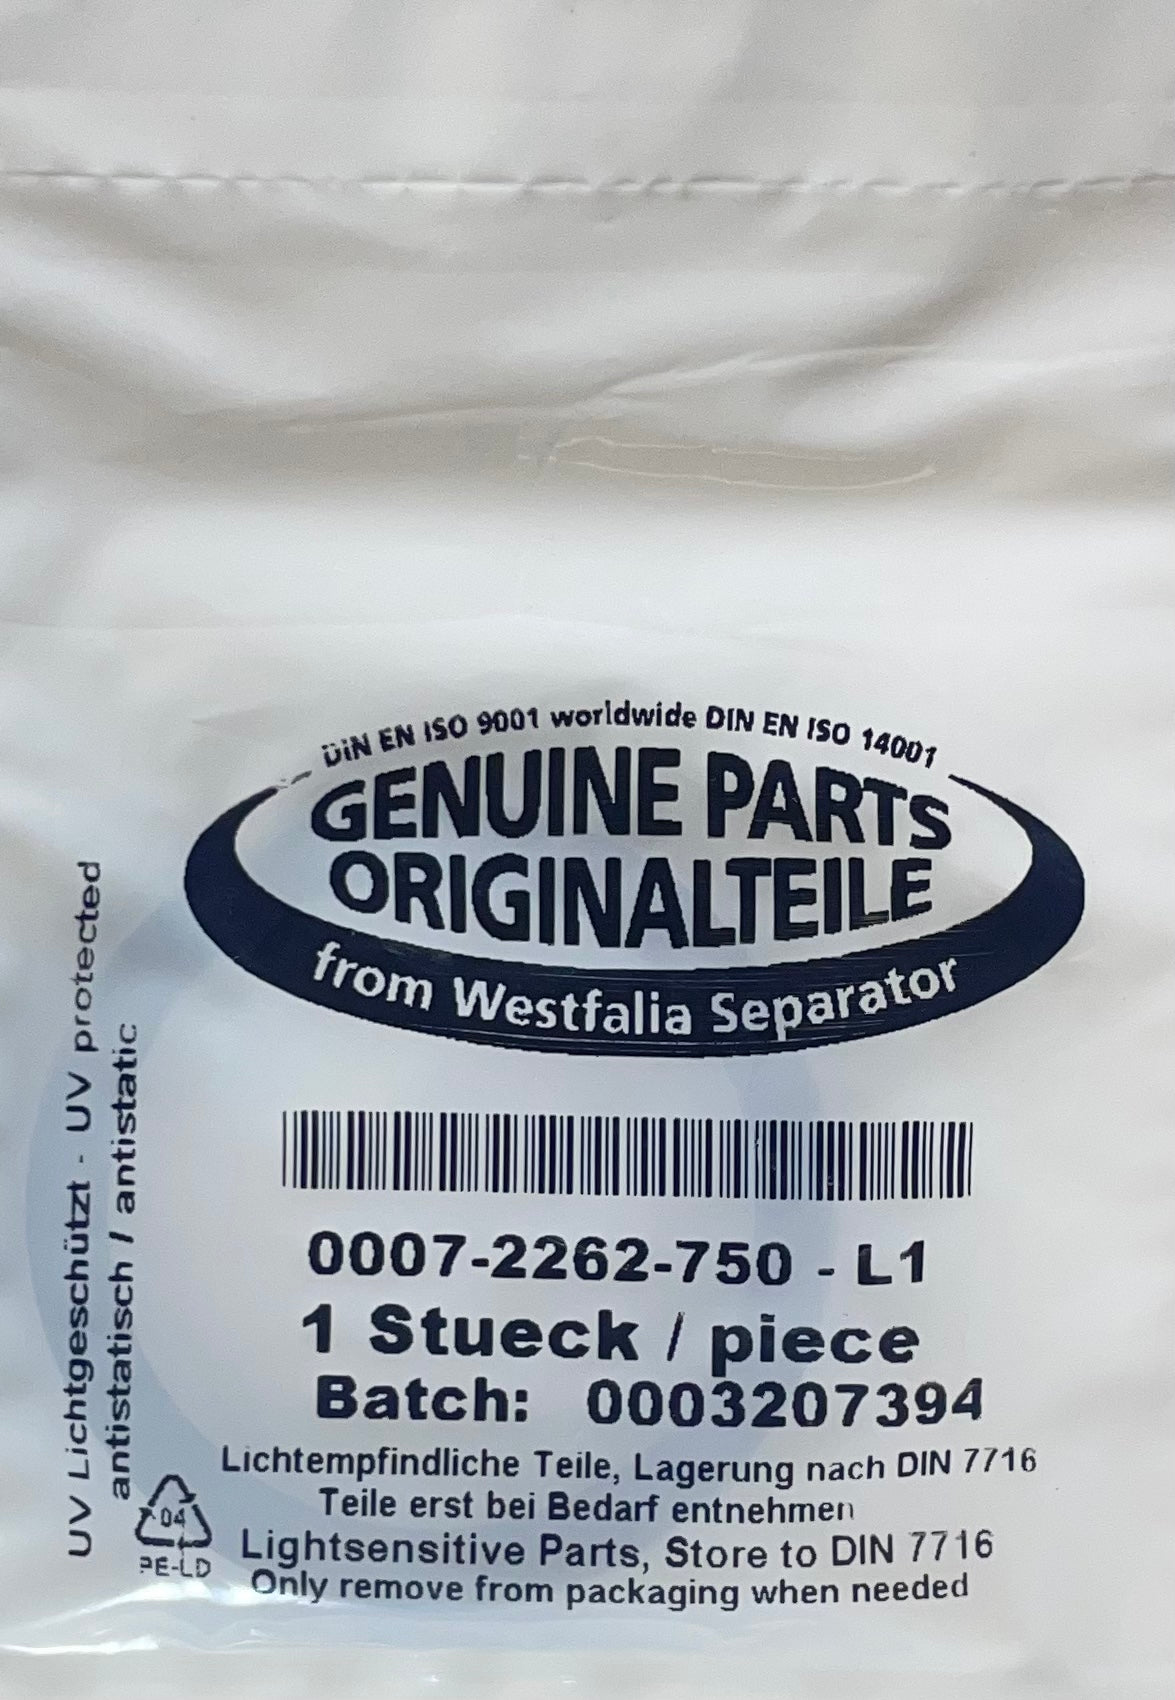 DIN EN ISO 9001 worldwide DIN EN ISO 14001
GENUINE PARTS
ORIGINALTEILE
from Westfalia Separator
0007-2262-750 - L1
1 Stueck / piece
Batch: 0003207394
Lichtempfindliche Teile, Lagerung nach DIN 7716
Teile erst bei Bedarf entnehmen
Lightsensitive Parts, Store to DIN 7716
Only remove from packaging when needed
UV Lichtgeschützt - UV protected
antistatisch / antistatic
04
PE-LD